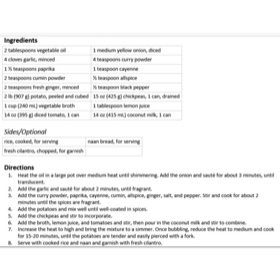 Ingredients
2 tablespoons vegetable oil
1 medium yellow onion, diced
4 cloves garlic, minced
4 teaspoons curry powder
1 ½ teaspoons paprika
1 teaspoon cayenne
2 teaspoons cumin powder
½ teaspoon allspice
2 teaspoons fresh ginger, minced
½ teaspoon black pepper
2 lb (907 g) potato, peeled and cubed
15 oz (425 g) chickpeas, 1 can, drained
1 cup (240 mL) vegetable broth
1 tablespoon lemon juice
14 oz (395 g) diced tomato, 1 can
14 oz (415 mL) coconut milk, 1 can
Sides/Optional
rice, cooked, for serving
naan bread, for serving
fresh cilantro, chopped, for garnish
Directions
1. Heat the oil in a large pot over medium heat until shimmering. Add the onion and sauté for about 3 minutes, until
translucent.
2. Add the garlic and sauté for about 2 minutes, until fragrant.
3. Add the curry powder, paprika, cayenne, cumin, allspice, ginger, salt, and pepper. Stir and cook for about 2
minutes until the spices are fragrant.
4. Add the potatoes and mix well until well-coated in spices.
5. Add the chickpeas and stir to incorporate.
6. Add the broth, lemon juice, and tomatoes and stir, then pour in the coconut milk and stir to combine.
7. Increase the heat to high and bring the mixture to a simmer. Once bubbling, reduce the heat to medium and cook
for 15-20 minutes, until the potatoes are tender and easily pierced with a fork.
8. Serve with cooked rice and naan and garnish with fresh cilantro.